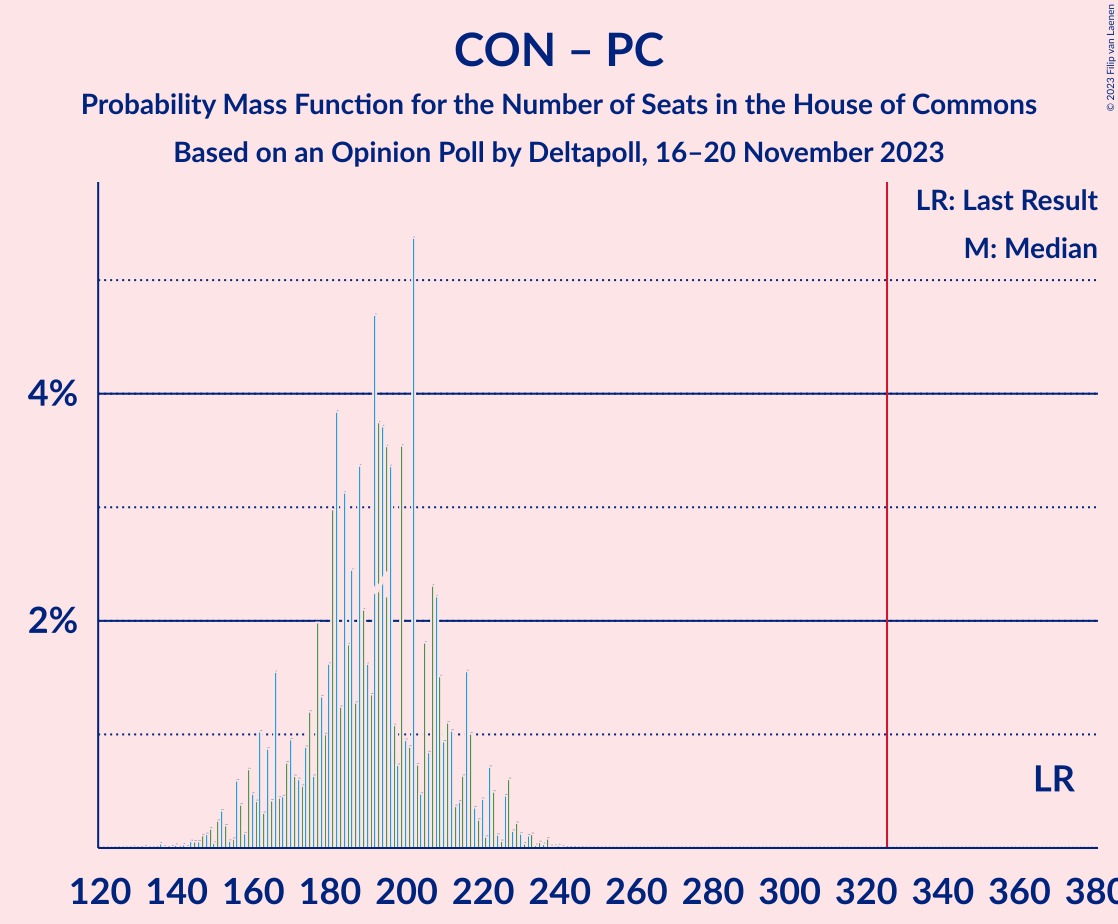 CON – PC
Probability Mass Function for the Number of Seats in the House of Commons
Based on an Opinion Poll by Deltapoll, 16–20 November 2023
© 2023 Filip van Laenen
LR: Last Result
M: Median
4%
2%
LR
120 140 160 180 200 220 240 260 280 300 320 340 360 380